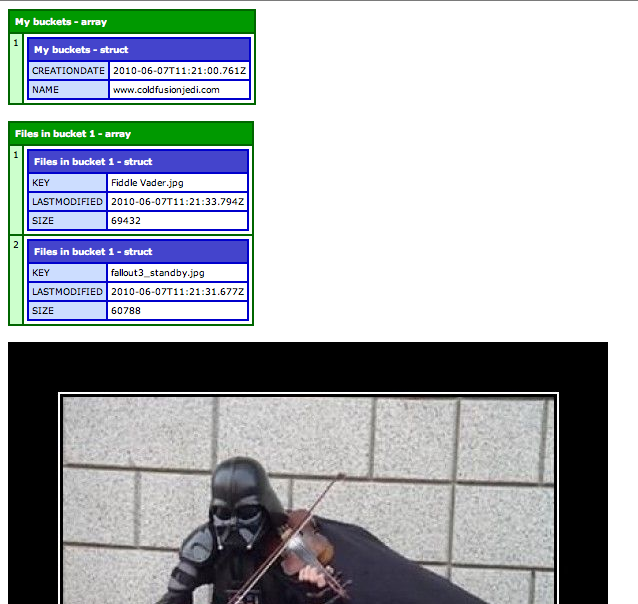 My buckets - array
1
My buckets - struct
CREATIONDATE 2010-06-07T11:21:00.761Z
NAME www.coldfusionjedi.com
Files in bucket 1 - array
1
Files in bucket 1 - struct
KEY Fiddle Vader.jpg
LASTMODIFIED 2010-06-07T11:21:33.794Z
SIZE 69432
2
Files in bucket 1 - struct
KEY fallout3_standby.jpg
LASTMODIFIED 2010-06-07T11:21:31.677Z
SIZE 60788